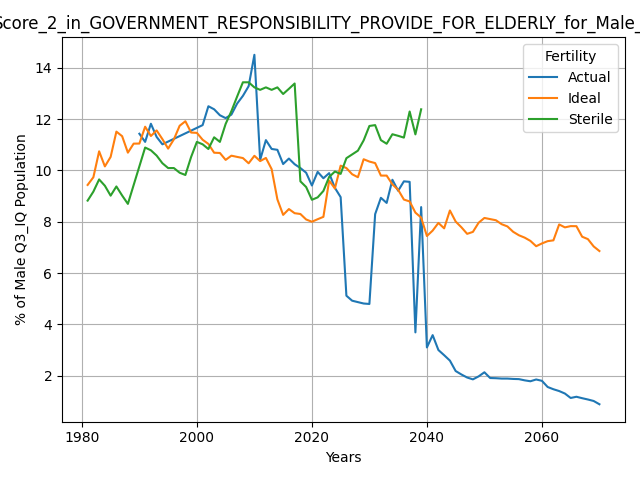 Score_2_in_GOVERNMENT_RESPONSIBILITY_PROVIDE_FOR_ELDERLY_for_Male_
Fertility
Actual
Ideal
Sterile
% of Male Q3_IQ Population
14
12
10
8
6
4
2
1980
2000
2020
2040
2060
Years